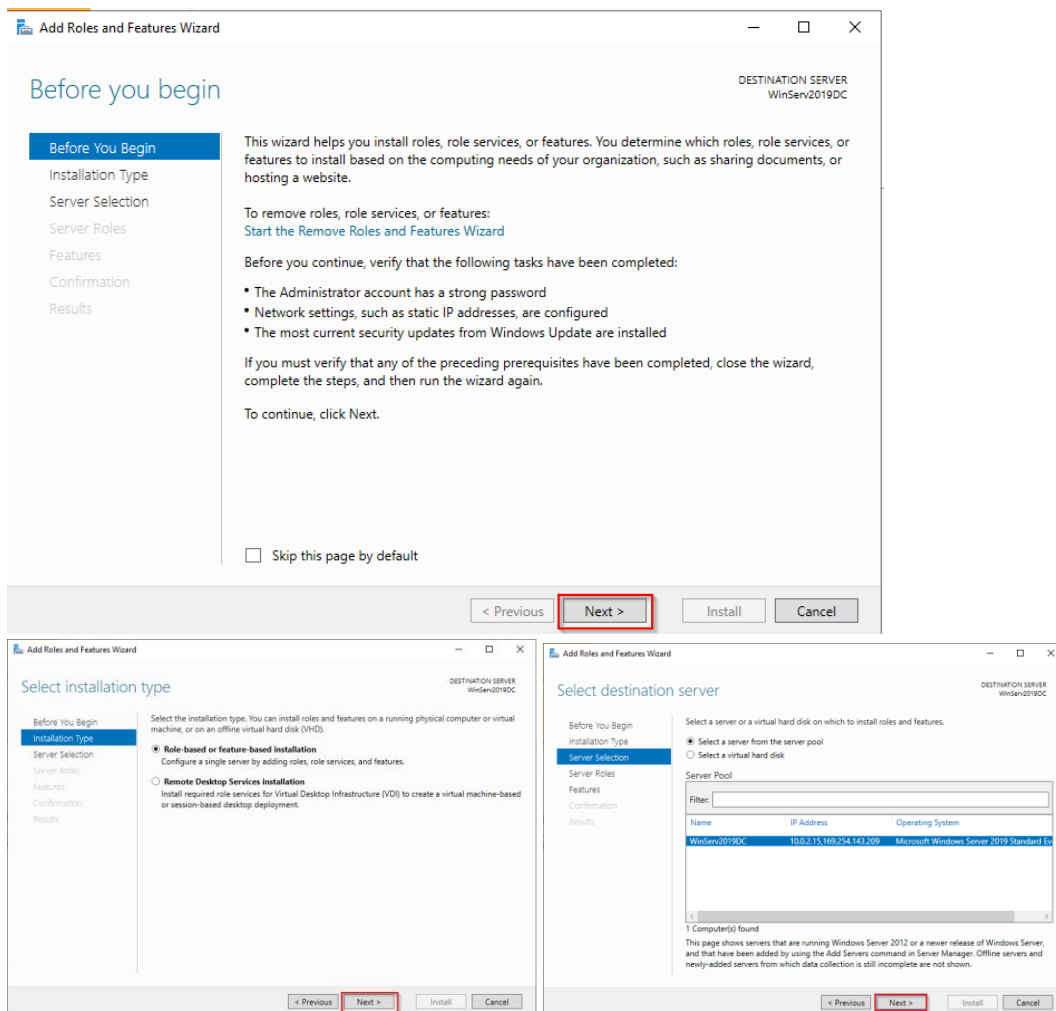 Add Roles and Features Wizard
Before you begin
DESTINATION SERVER
WinServ2019DC
Before You Begin
Installation Type
Server Selection
Server Roles
Features
Confirmation
Results
This wizard helps you install roles, role services, or features. You determine which roles, role services, or
features to install based on the computing needs of your organization, such as sharing documents, or
hosting a website.
To remove roles, role services, or features:
Start the Remove Roles and Features Wizard
Before you continue, verify that the following tasks have been completed:
• The Administrator account has a strong password
• Network settings, such as static IP addresses, are configured
• The most current security updates from Windows Update are installed
If you must verify that any of the preceding prerequisites have been completed, close the wizard,
complete the steps, and then run the wizard again.
To continue, click Next.
Skip this page by default
< Previous
Next >
Install
Cancel
Add Roles and Features Wizard
Select installation type
DESTINATION SERVER
WinServ2019DC
Before You Begin
Installation Type
Server Selection
Server Roles
Features
Confirmation
Results
Select the installation type. You can install roles and features on a running physical computer or virtual
machine, or on an offline virtual hard disk (VHD).
Role-based or feature-based installation
Configure a single server by adding roles, role services, and features.
Remote Desktop Services installation
Install required role services for Virtual Desktop Infrastructure (VDI) to create a virtual machine-based
or session-based desktop deployment.
< Previous
Next >
Install
Cancel
Add Roles and Features Wizard
Select destination server
DESTINATION SERVER
WinServ2019DC
Before You Begin
Installation Type
Server Selection
Server Roles
Features
Confirmation
Results
Select a server or a virtual hard disk on which to install roles and features.
Select a server from the server pool
Select a virtual hard disk
Server Pool
Filter:
Name IP Address Operating System
WinServ2019DC 10.0.2.15,169.254.143.209 Microsoft Windows Server 2019 Standard Ev
1 Computer(s) found
This page shows servers that are running Windows Server 2012 or a newer release of Windows Server,
and that have been added by using the Add Servers command in Server Manager. Offline servers and
newly-added servers from which data collection is still incomplete are not shown.
< Previous
Next >
Install
Cancel